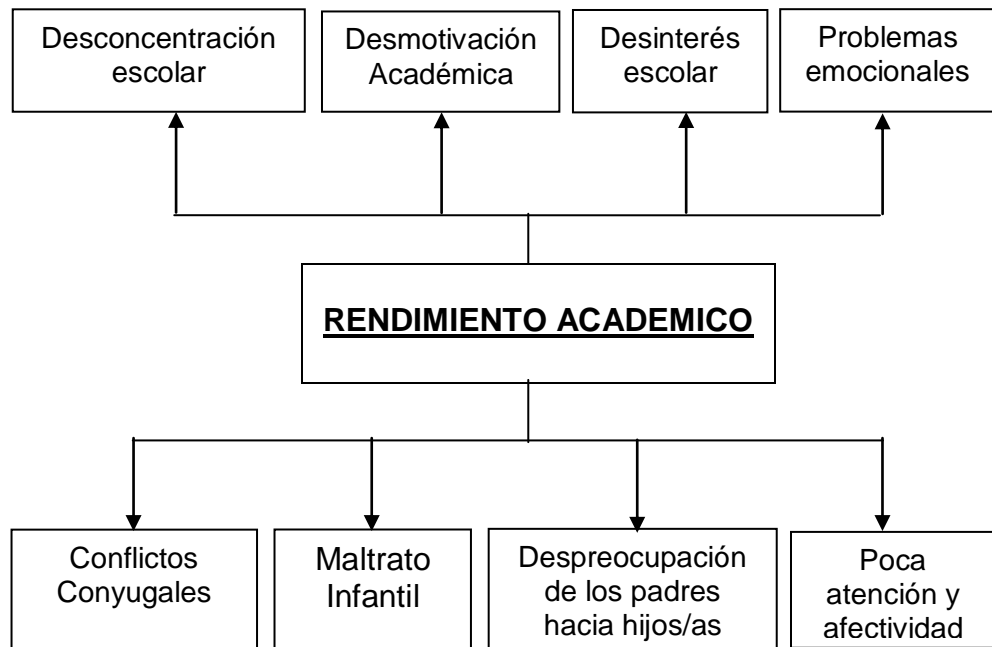 Desconcentración
escolar
Desmotivación
Académica
Desinterés
escolar
Problemas
emocionales
RENDIMIENTO ACADEMICO
Conflictos
Conyugales
Maltrato
Infantil
Despreocupación
de los padres
hacia hijos/as
Poca
atención y
afectividad